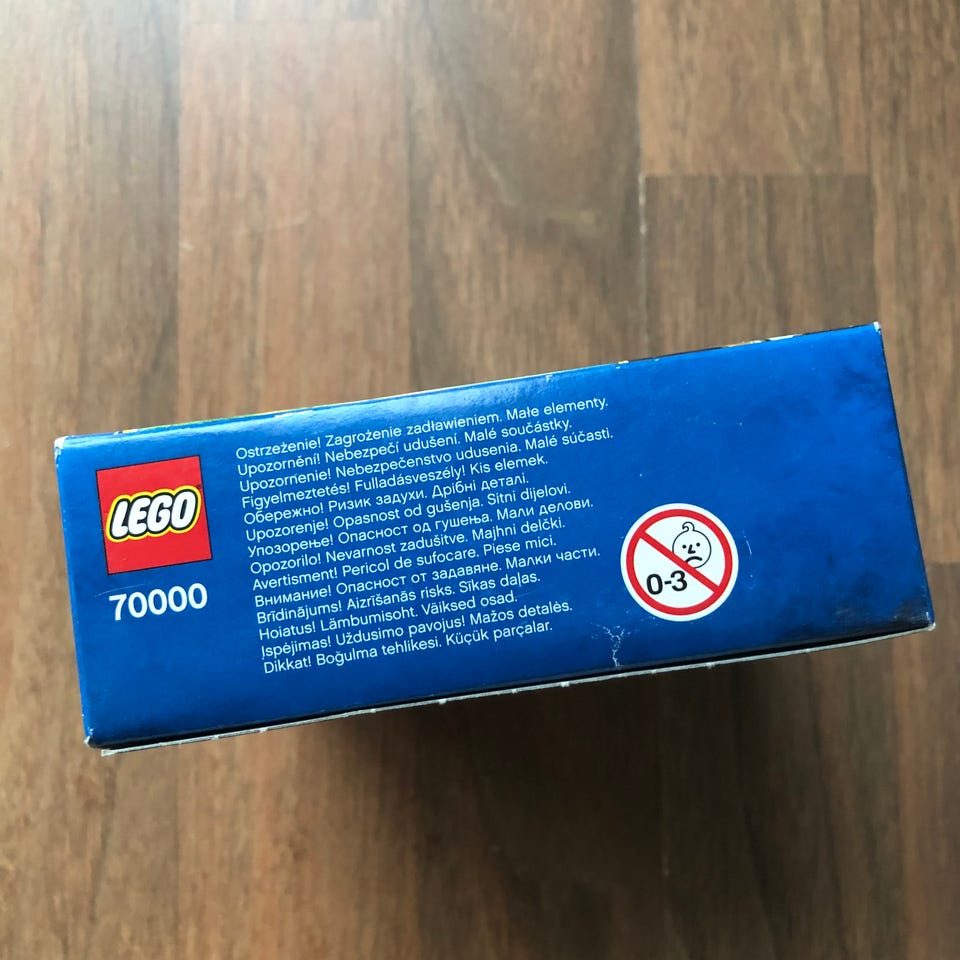 LEGO
70000
Ostrzeżenie! Zagrożenie zadławieniem. Małe elementy.
Upozornění! Nebezpečí udušení. Malé součástky.
Upozornenie! Nebezpečenstvo udusenia. Malé súčasti.
Figyelmeztetés! Fulladásveszély! Kis elemek.
Обережно! Ризик задухи. Дрібні деталі.
Upozorenje! Opasnost od gušenja. Sitni dijelovi.
Упозорење! Опасност од гушења. Мали делови.
Opozorilo! Nevarnost zadušitve. Majhni delčki.
Avertisment! Pericol de sufocare. Piese mici.
Внимание! Опасност от задавяне. Малки части.
Brīdinājums! Aizrīšanās risks. Sīkas daļas.
Hoiatus! Lämbumisoht. Väiksed osad.
Įspėjimas! Uždusimo pavojus! Mažos detalės.
Dikkat! Boğulma tehlikesi. Küçük parçalar.
0-3